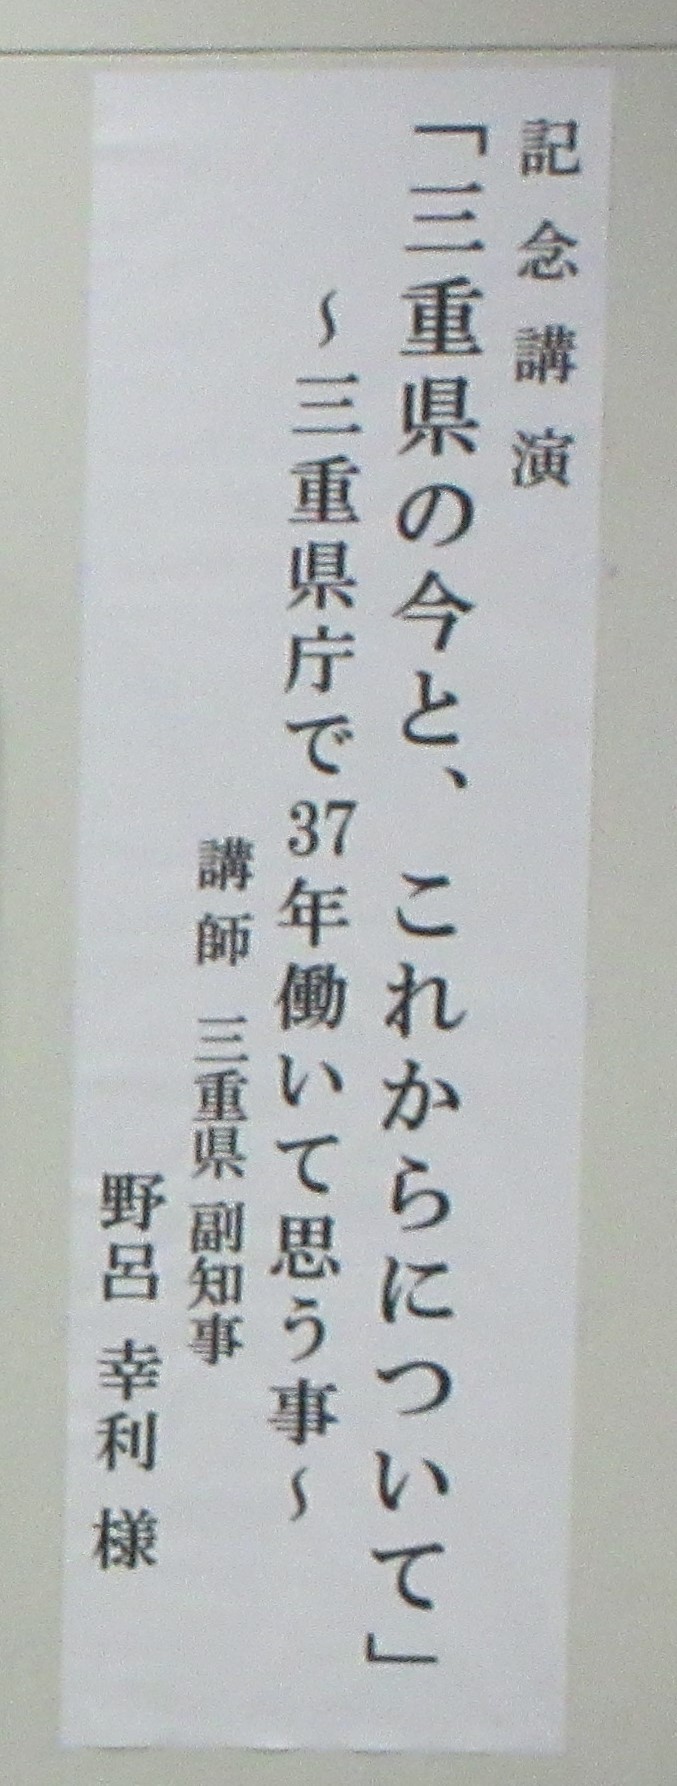 記念講演
「三重県の今と、これからについて」
～三重県庁で37年働いて思う事～
講師 三重県 副知事
野呂 幸利 様